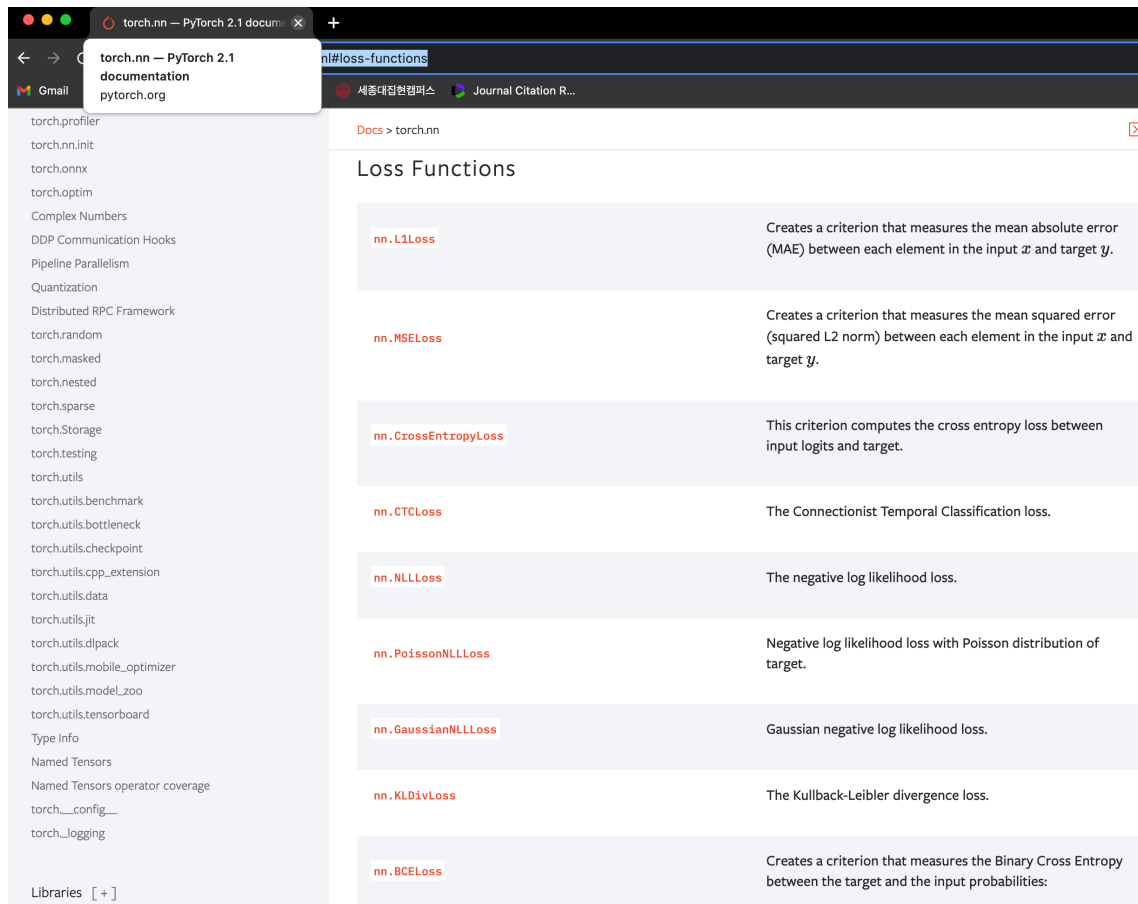 torch.nn — PyTorch 2.1 docume
torch.nn — PyTorch 2.1
documentation
pytorch.org
nl#loss-functions
Gmail
세종대집현캠퍼스
Journal Citation R...
torch.profiler
torch.nn.init
torch.onnx
torch.optim
Complex Numbers
DDP Communication Hooks
Pipeline Parallelism
Quantization
Distributed RPC Framework
torch.random
torch.masked
torch.nested
torch.sparse
torch.Storage
torch.testing
torch.utils
torch.utils.benchmark
torch.utils.bottleneck
torch.utils.checkpoint
torch.utils.cpp_extension
torch.utils.data
torch.utils.jit
torch.utils.dlpack
torch.utils.mobile_optimizer
torch.utils.model_zoo
torch.utils.tensorboard
Type Info
Named Tensors
Named Tensors operator coverage
torch.__config__
torch._logging
Libraries [ + ]
Docs > torch.nn
Loss Functions
nn.L1Loss
Creates a criterion that measures the mean absolute error
(MAE) between each element in the input x and target y.
nn.MSELoss
Creates a criterion that measures the mean squared error
(squared L2 norm) between each element in the input x and
target y.
nn.CrossEntropyLoss
This criterion computes the cross entropy loss between
input logits and target.
nn.CTCLoss
The Connectionist Temporal Classification loss.
nn.NLLLoss
The negative log likelihood loss.
nn.PoissonNLLLoss
Negative log likelihood loss with Poisson distribution of
target.
nn.GaussianNLLLoss
Gaussian negative log likelihood loss.
nn.KLDivLoss
The Kullback-Leibler divergence loss.
nn.BCELoss
Creates a criterion that measures the Binary Cross Entropy
between the target and the input probabilities: